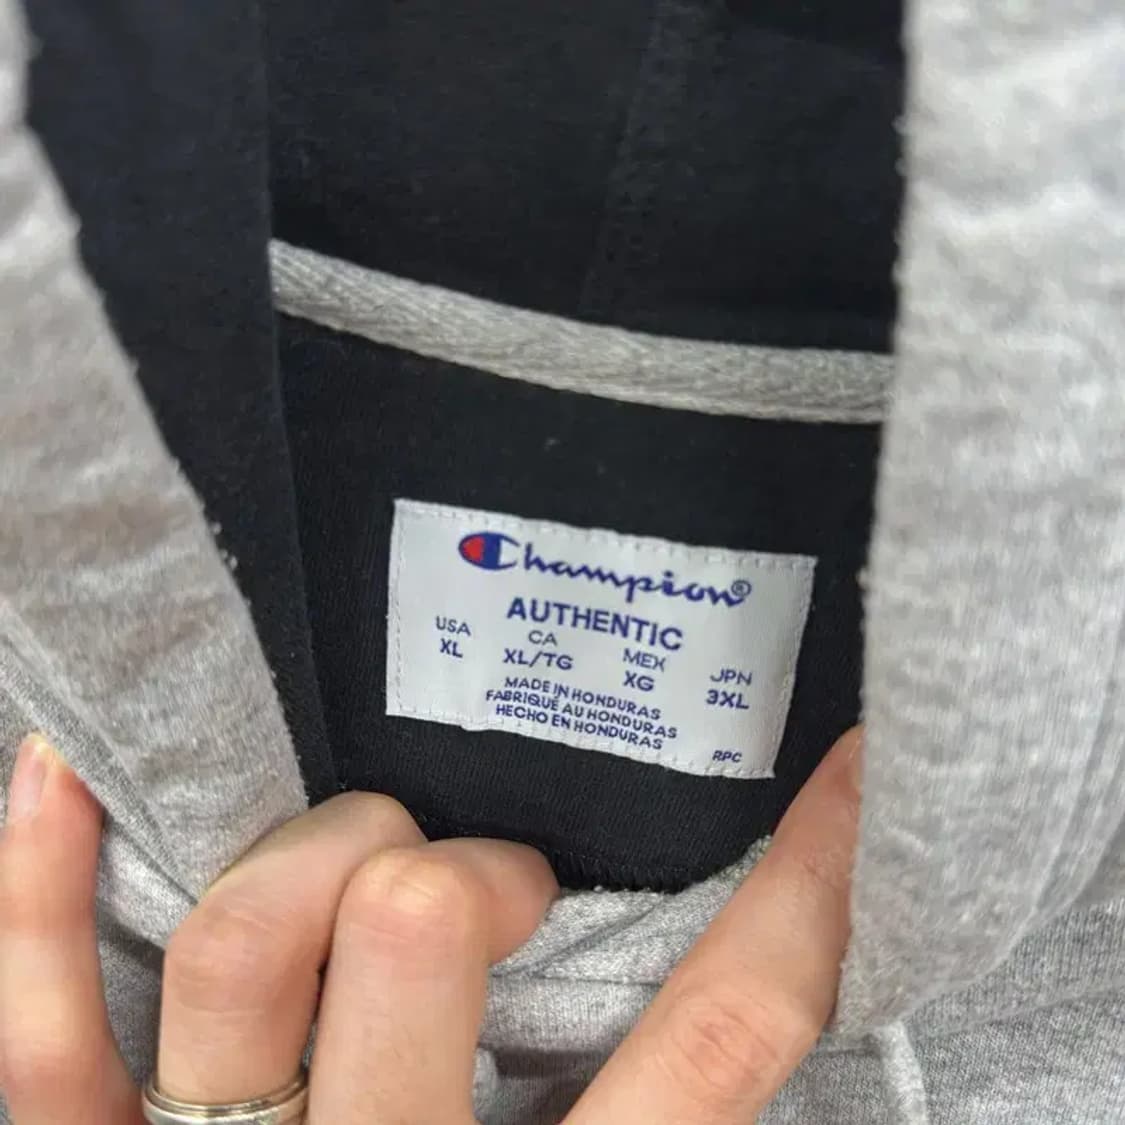 Champion®
AUTHENTIC
USA CA MEX JPN
XL XL/TG XG 3XL
MADE IN HONDURAS
FABRIQUÉ AU HONDURAS
HECHO EN HONDURAS
RPC